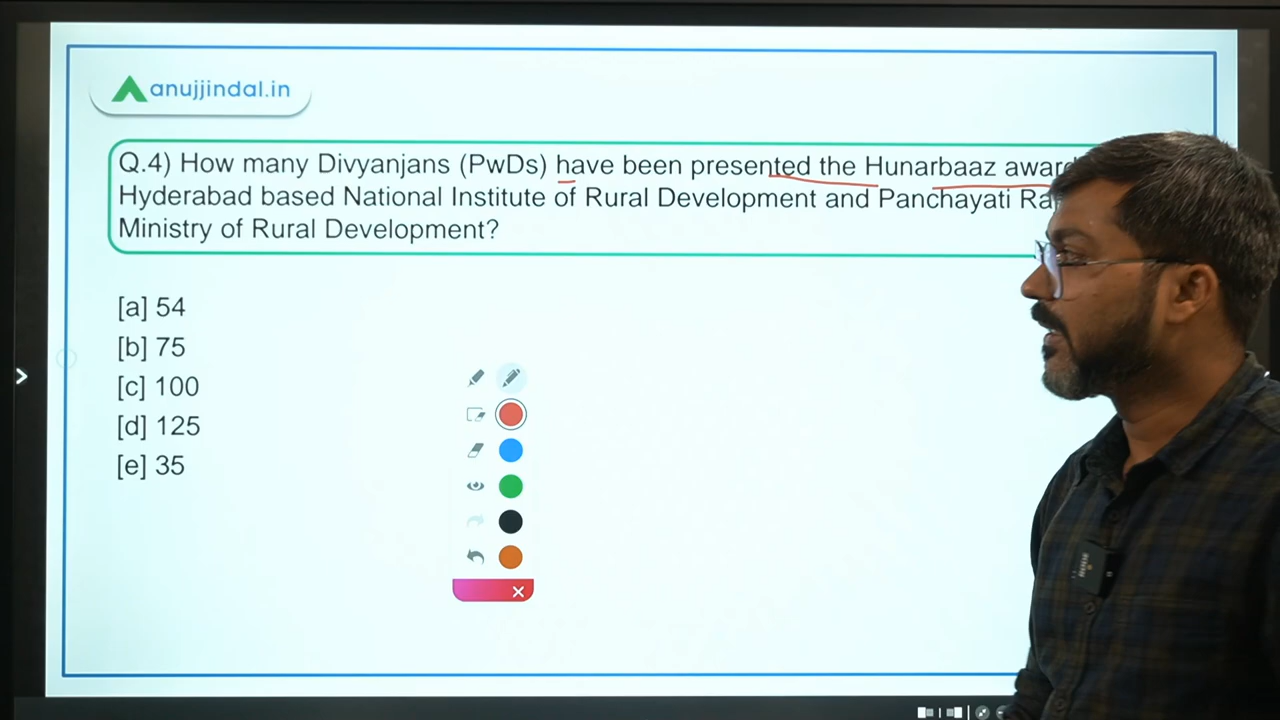 anujjindal.in
Q.4) How many Divyanjans (PwDs) have been presented the Hunarbaaz
Hyderabad based National Institute of Rural Development and Panchayati
Ministry of Rural Development?
[a] 54
[b] 75
[c] 100
[d] 125
[e] 35